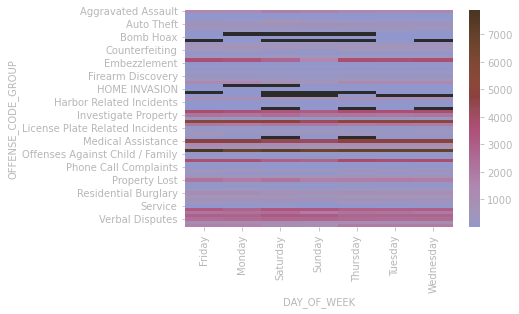 OFFENSE_CODE_GROUP
Aggravated Assault
Auto Theft
Bomb Hoax
Counterfeiting
Embezzlement
Firearm Discovery
HOME INVASION
Harbor Related Incidents
Investigate Property
License Plate Related Incidents
Medical Assistance
Offenses Against Child / Family
Phone Call Complaints
Property Lost
Residential Burglary
Service
Verbal Disputes
Friday
Monday
Saturday
Sunday
Thursday
Tuesday
Wednesday
DAY_OF_WEEK
7000
6000
5000
4000
3000
2000
1000